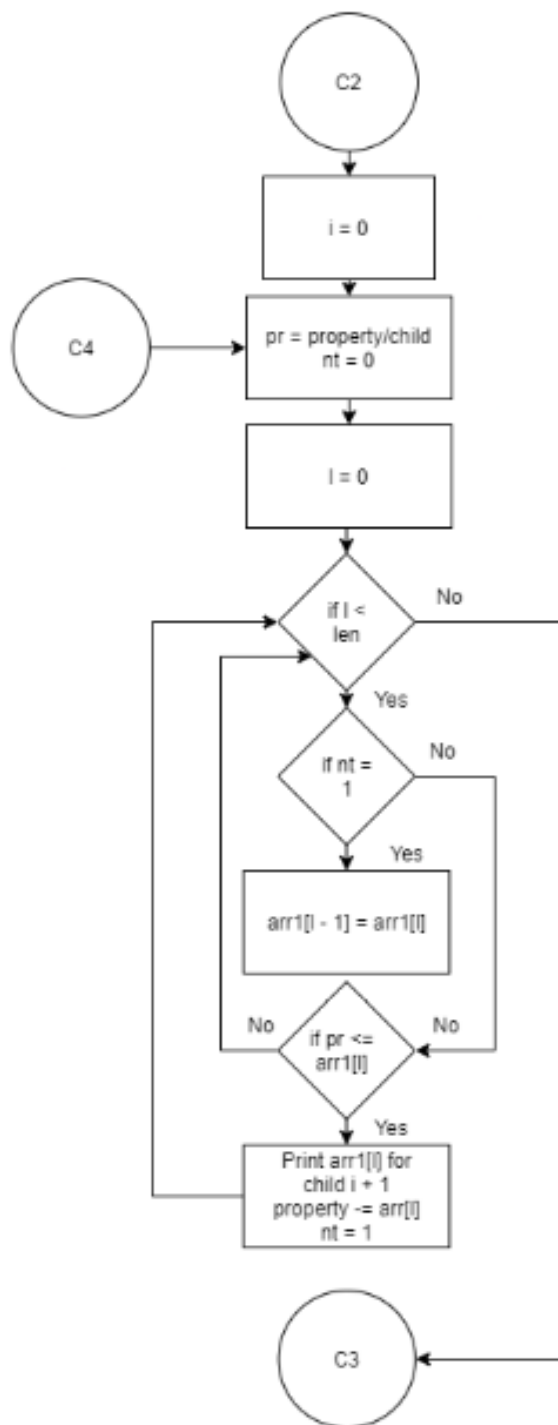 C2
i = 0
C4
pr = property/child
nt = 0
l = 0
if l <
len
No
Yes
if nt =
1
No
Yes
arr1[l - 1] = arr1[l]
No
if pr <=
arr1[l]
No
Yes
Print arr1[l] for
child i + 1
property -= arr[l]
nt = 1
C3